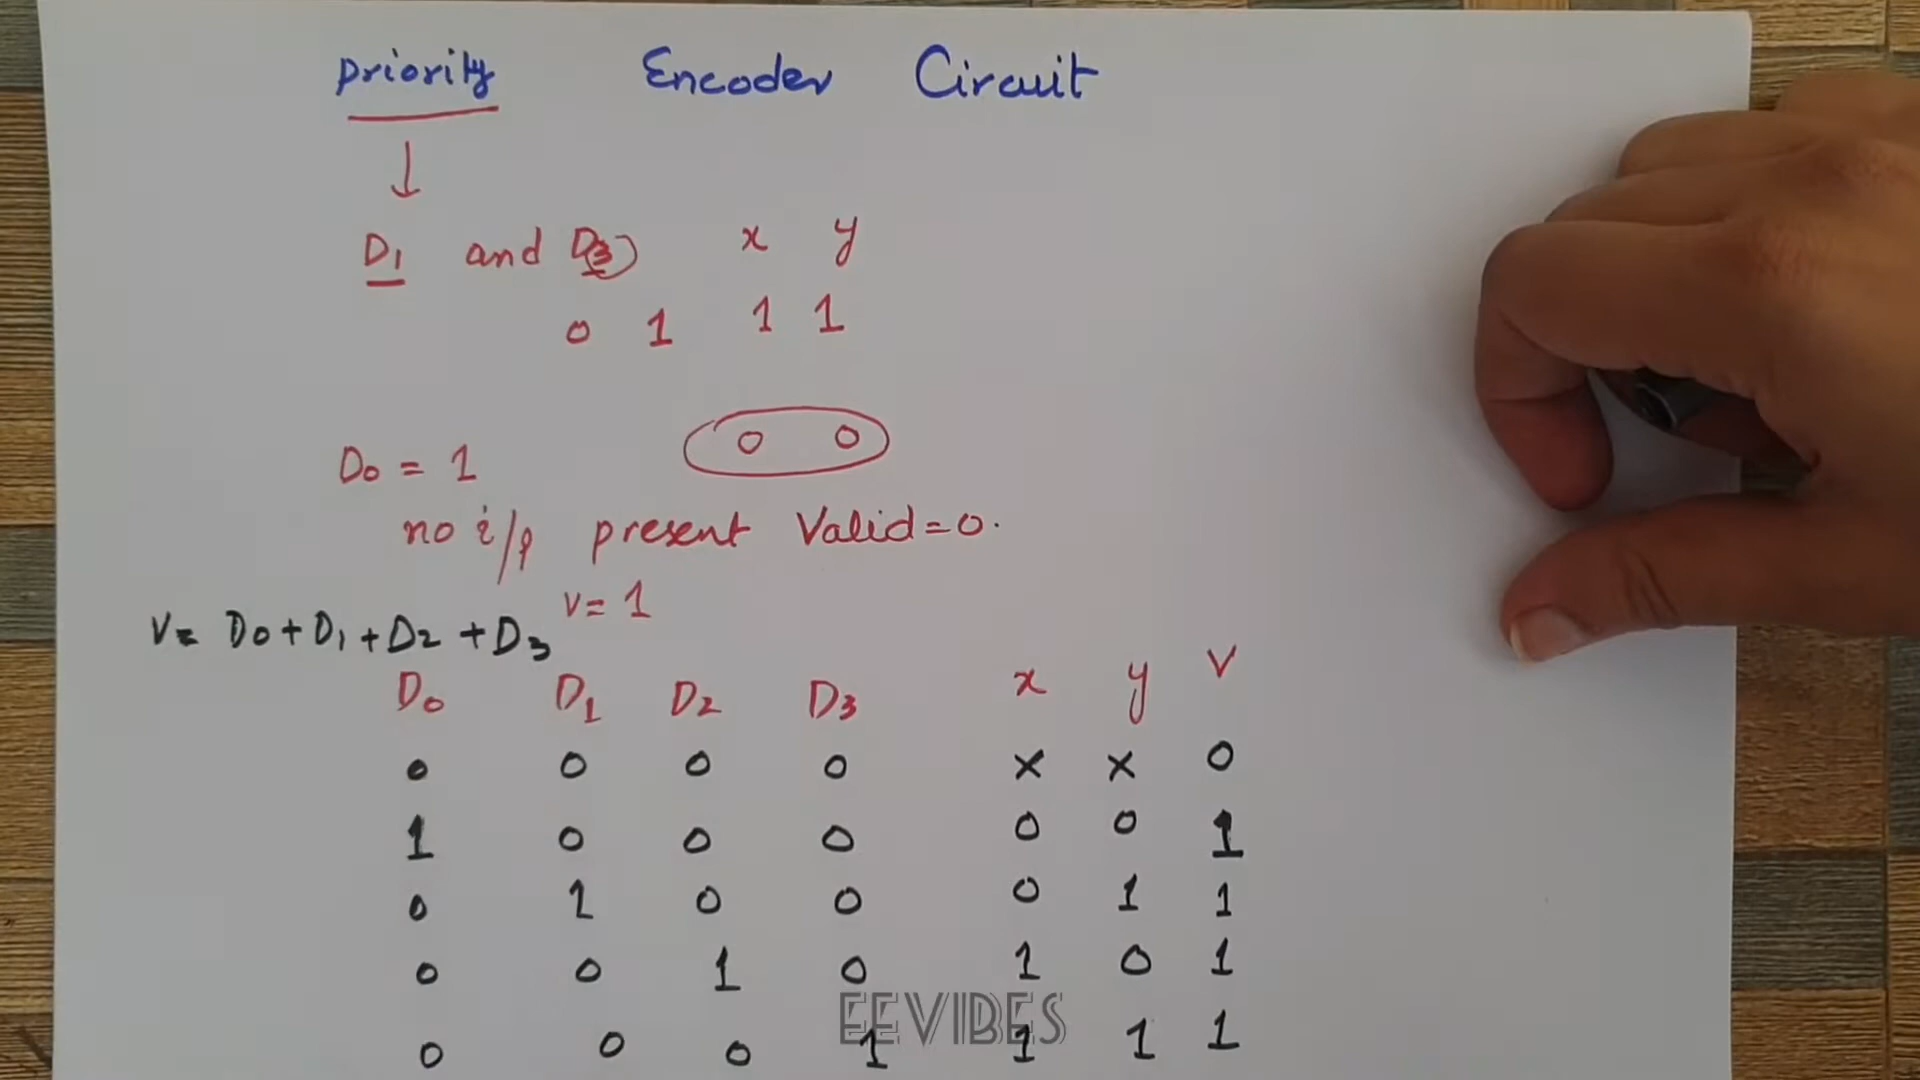 priority Encoder Circuit
↓
D1 and D3 x y
0 1 1 1
0 0
D0 = 1
no i/p present Valid=0.
V= 1
V= D0+D1+D2+D3
D0 D1 D2 D3 x y V
0 0 0 0 x x 0
1 0 0 0 0 0 1
0 1 0 0 0 1 1
0 0 1 0 1 0 1
EEVIBES
0 0 0 1 1 1 1